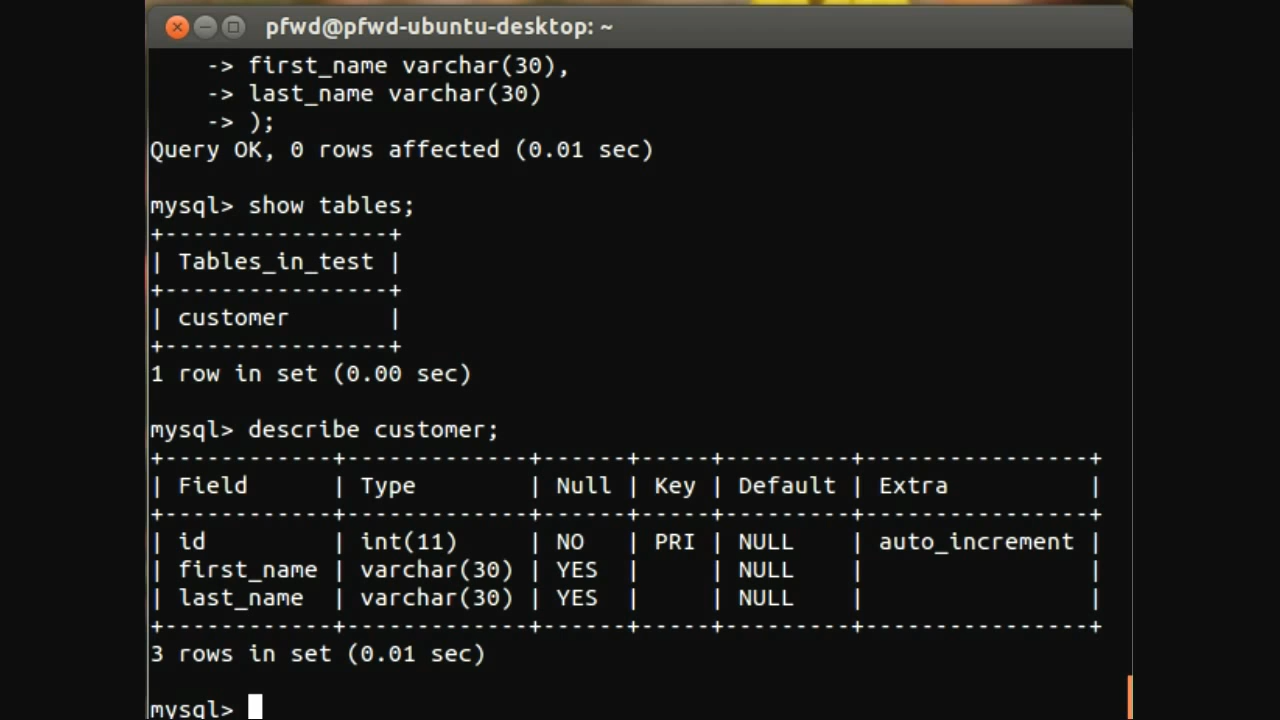 pfwd@pfwd-ubuntu-desktop: ~
    -> first_name varchar(30),
    -> last_name varchar(30)
    -> );
Query OK, 0 rows affected (0.01 sec)
mysql> show tables;
+----------------+
| Tables_in_test |
+----------------+
| customer       |
+----------------+
1 row in set (0.00 sec)
mysql> describe customer;
+------------+-------------+------+-----+---------+----------------+
| Field      | Type        | Null | Key | Default | Extra          |
+------------+-------------+------+-----+---------+----------------+
| id         | int(11)     | NO   | PRI | NULL    | auto_increment |
| first_name | varchar(30) | YES  |     | NULL    |                |
| last_name  | varchar(30) | YES  |     | NULL    |                |
+------------+-------------+------+-----+---------+----------------+
3 rows in set (0.01 sec)
mysql>